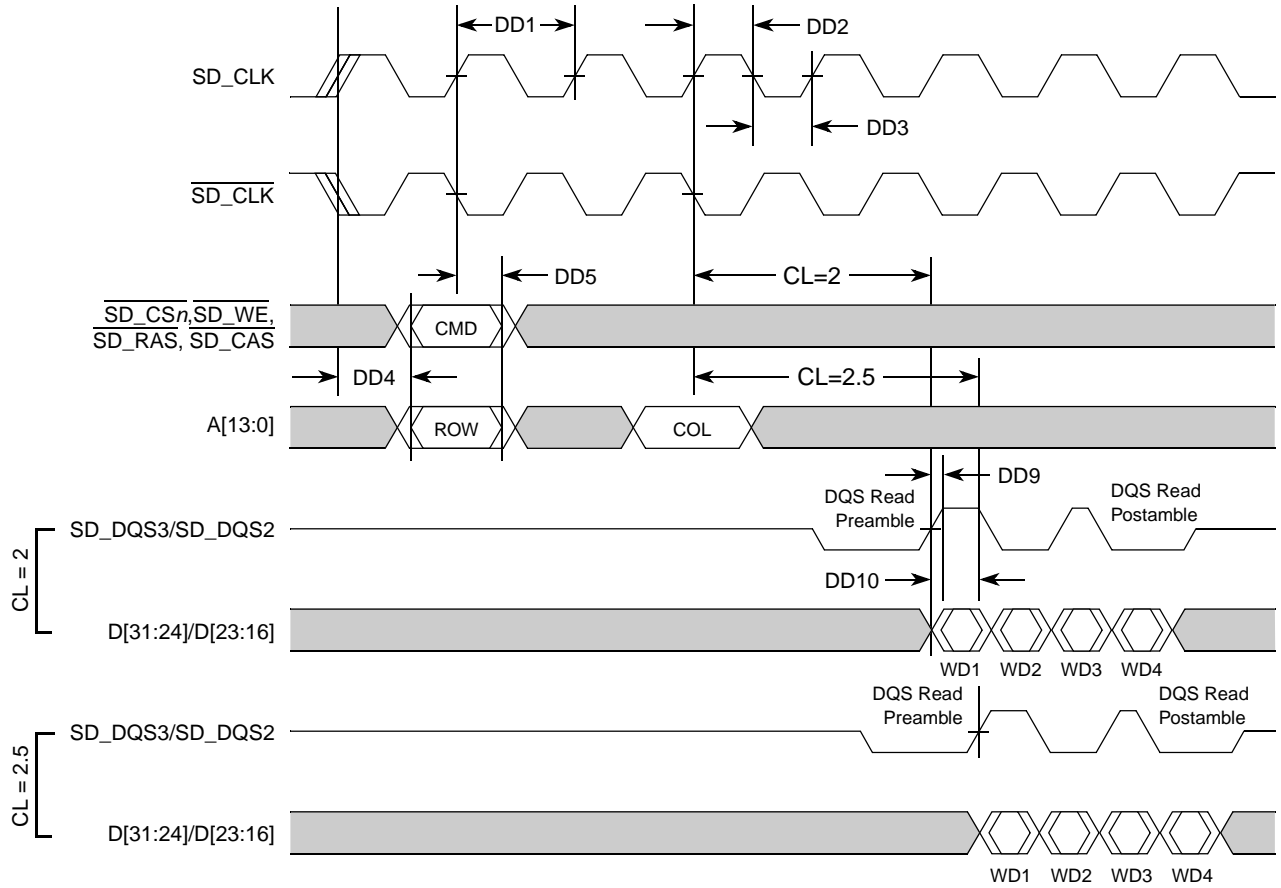 DD1
DD2
SD_CLK
DD3
SD_CLK
DD5
CL=2
SD_CSn,SD_WE,
SD_RAS, SD_CAS
CMD
DD4
CL=2.5
A[13:0]
ROW
COL
DD9
DQS Read
Preamble
DQS Read
Postamble
SD_DQS3/SD_DQS2
CL = 2
DD10
D[31:24]/D[23:16]
WD1 WD2 WD3 WD4
DQS Read
Preamble
DQS Read
Postamble
SD_DQS3/SD_DQS2
CL = 2.5
D[31:24]/D[23:16]
WD1 WD2 WD3 WD4